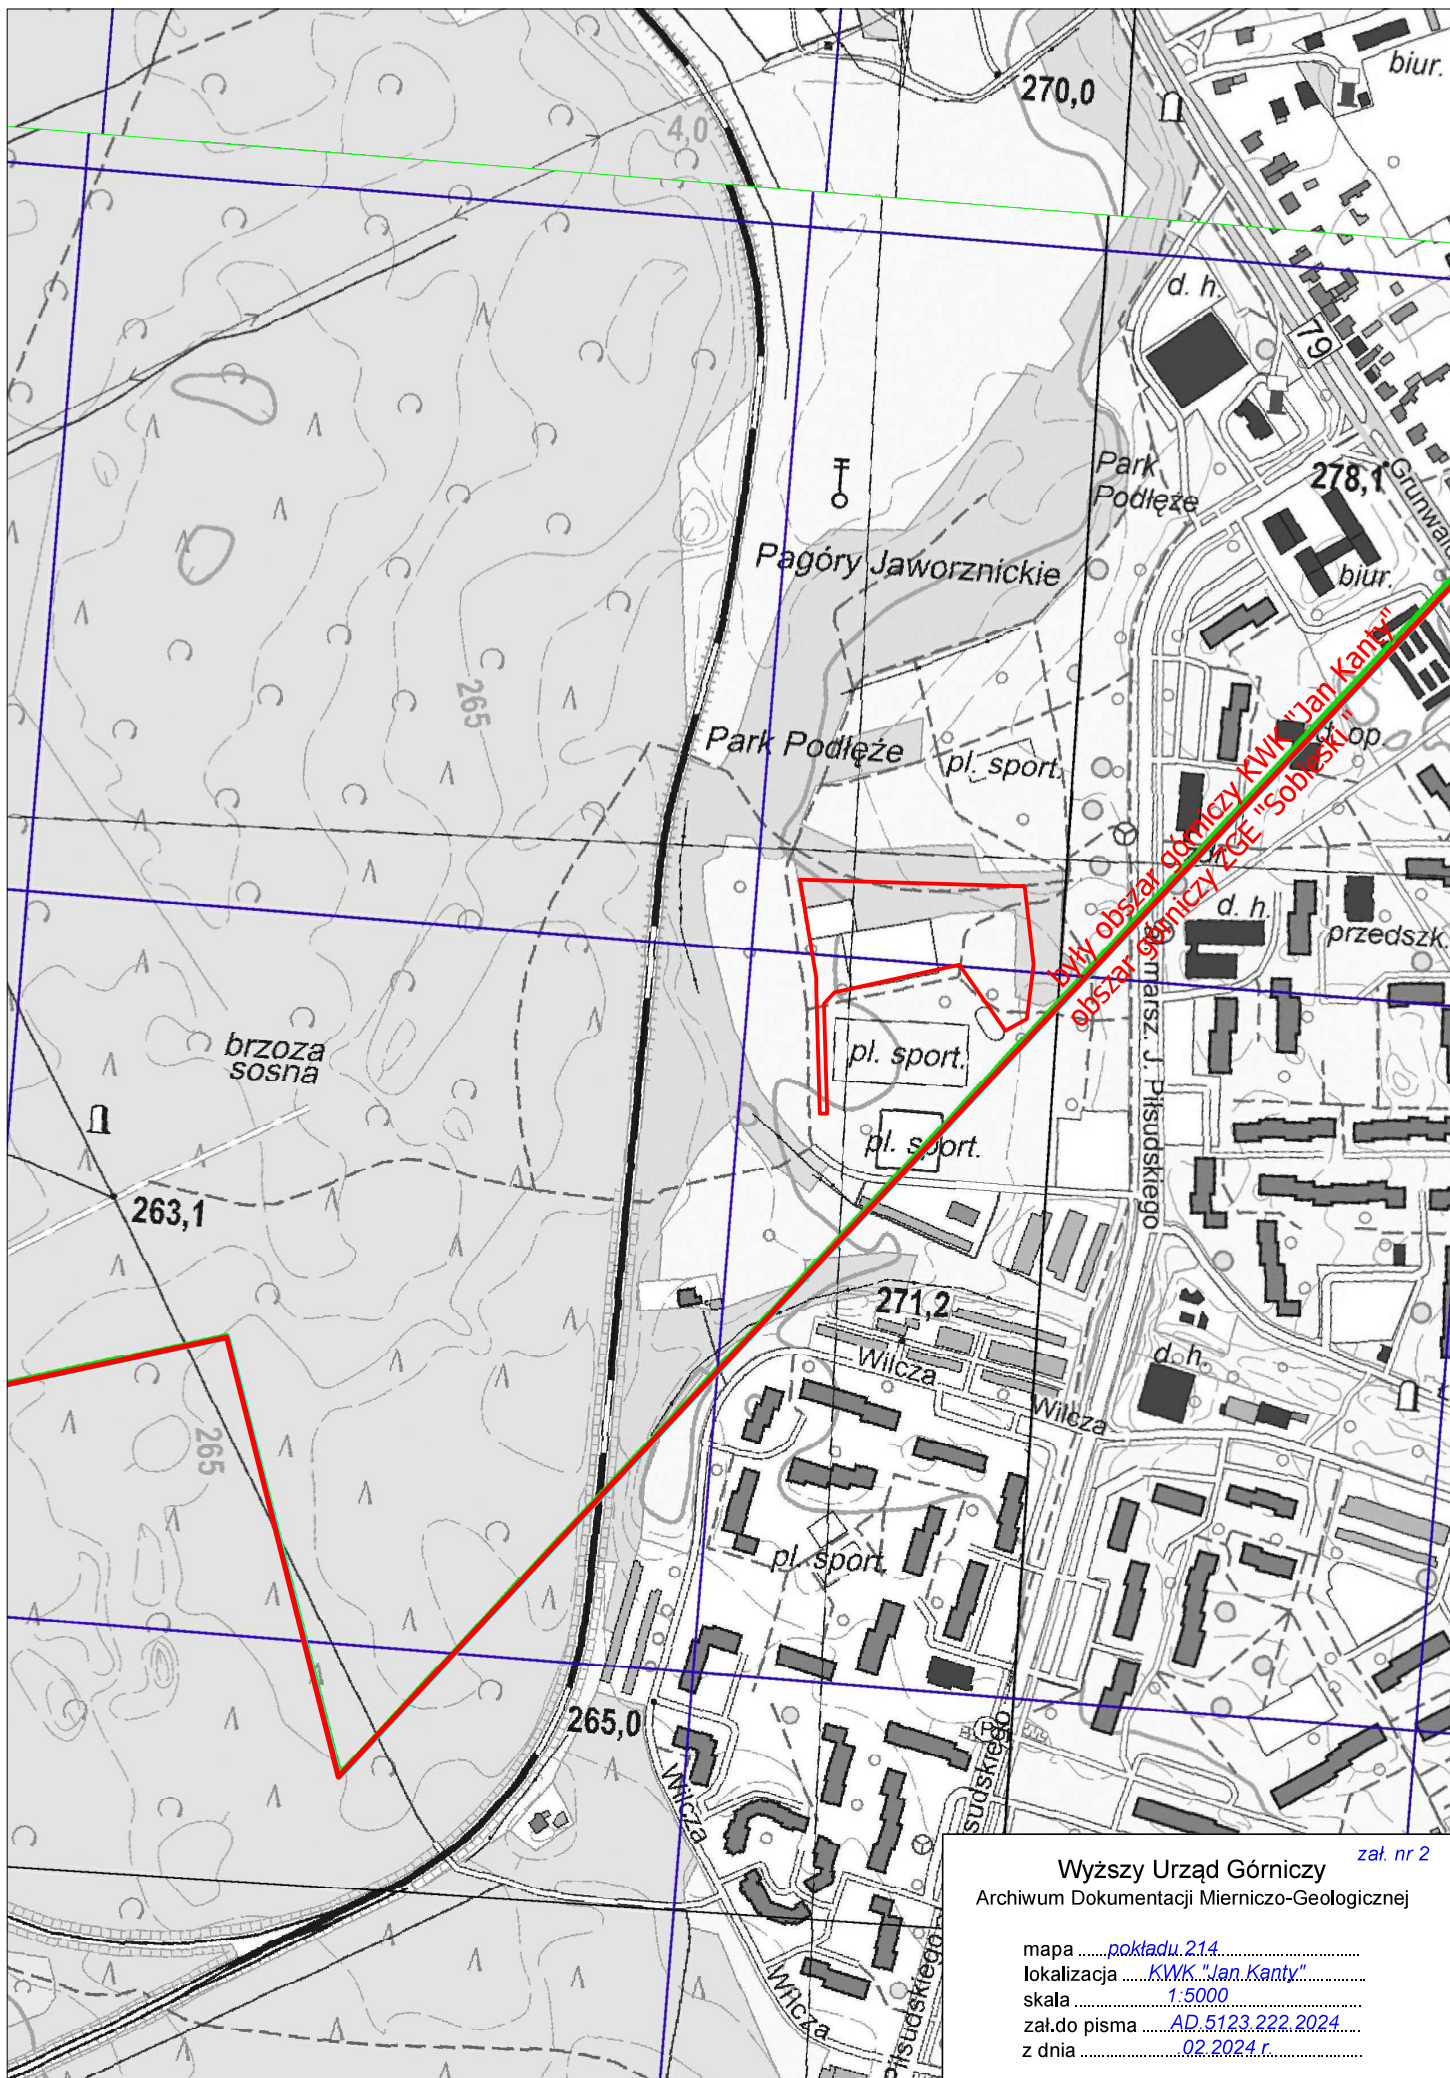 biur.
270,0
4,0
d. h.
79
Park
Podłęże
278,1
Grunwal
Pagóry Jaworznickie
biur.
265
Park Podłęże
pl. sport.
op.
były obszar górniczy KWK "Jan Kanty"
obszar górniczy ZGE "Sobieski"
d. h.
przedszk.
marsz. J. Piłsudskiego
brzoza
sosna
pl. sport.
pl. sport.
263,1
271,2
Wilcza
d. h.
Wilcza
265
pl. sport.
265,0
P
Wilcza
sudskiego
Wilcza
Piłsudskiego
zał. nr 2
Wyższy Urząd Górniczy
Archiwum Dokumentacji Mierniczo-Geologicznej
mapa ......pokładu 214......
lokalizacja ....KWK "Jan Kanty"......
skala ......1:5000......
zał.do pisma ....AD.5123.222.2024....
z dnia ......02.2024 r.......